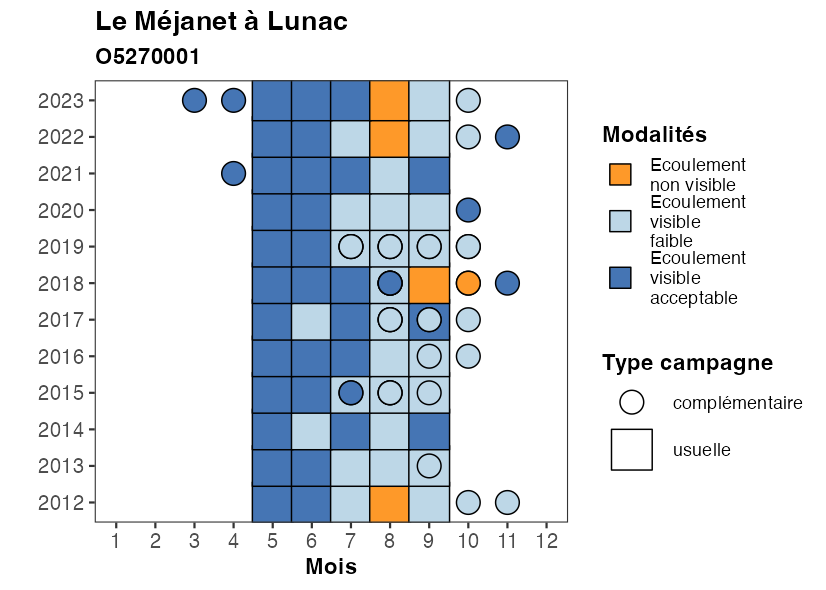 Le Méjanet à Lunac
O5270001
2023
2022
2021
2020
2019
2018
2017
2016
2015
2014
2013
2012
1 2 3 4 5 6 7 8 9 10 11 12
Mois
Modalités
Ecoulement
non visible
Ecoulement
visible
faible
Ecoulement
visible
acceptable
Type campagne
complémentaire
usuelle